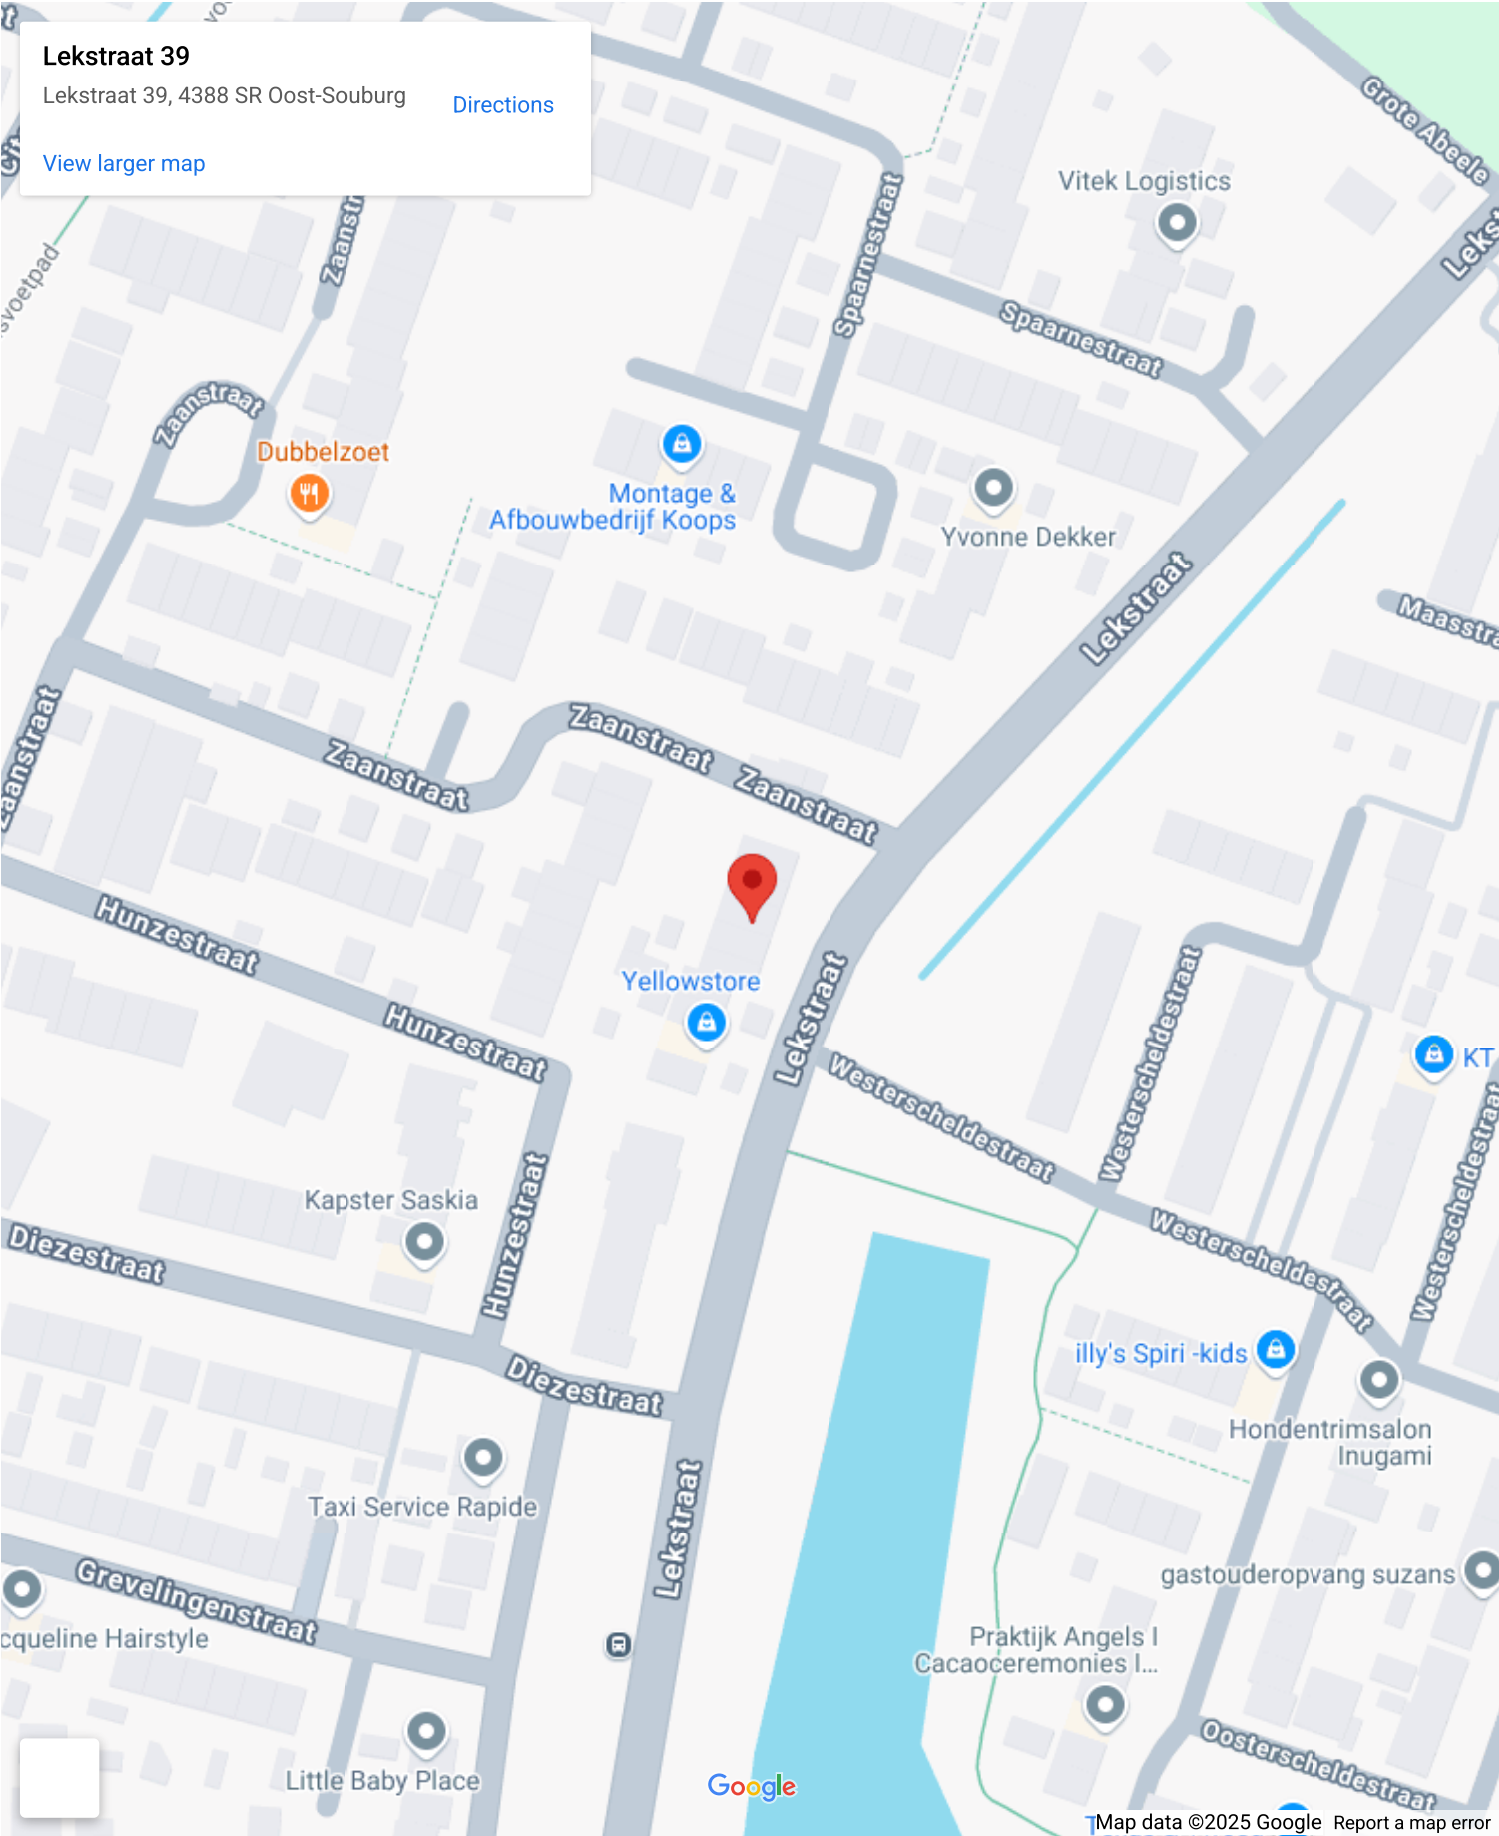 Lekstraat 39
Lekstraat 39, 4388 SR Oost-Souburg
Directions
View larger map
Grote Abeele
Vitek Logistics
Zaanstr
Spaarnestraat
Lekst
svoetpad
Spaarnestraat
Zaanstraat
Dubbelzoet
Montage &
Afbouwbedrijf Koops
Yvonne Dekker
Lekstraat
Maasstra
Zaanstraat
Zaanstraat
Zaanstraat
Zaanstraat
Hunzestraat
Yellowstore
Lekstraat
Westerscheldestraat
Hunzestraat
KT
Westerscheldestraat
Westerscheldestraat
Kapster Saskia
Hunzestraat
Diezestraat
Westerscheldestraat
illy's Spiri -kids
Diezestraat
Hondentrimsalon
Inugami
Taxi Service Rapide
Lekstraat
gastouderopvang suzans
Grevelingenstraat
cqueline Hairstyle
Praktijk Angels I
Cacaoceremonies I...
Oosterscheldestraat
Little Baby Place
Google
T
Map data ©2025 Google
Report a map error